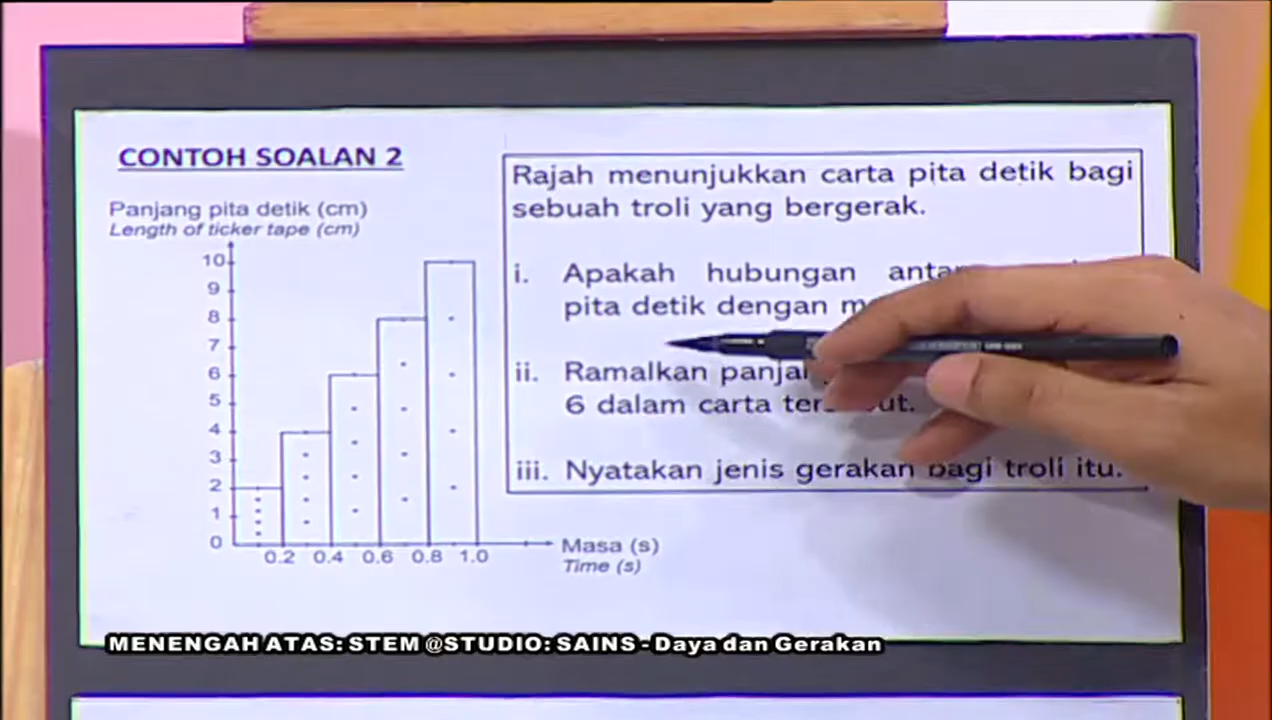 CONTOH SOALAN 2
Panjang pita detik (cm)
Length of ticker tape (cm)
10
9
8
7
6
5
4
3
2
1
0
0.2 0.4 0.6 0.8 1.0
Masa (s)
Time (s)
Rajah menunjukkan carta pita detik bagi
sebuah troli yang bergerak.
i. Apakah hubungan
pita detik dengan
ii. Ramalkan
6 dalam carta
iii. Nyatakan jenis gerakan bagi troli itu.
MENENGAH ATAS: STEM @STUDIO: SAINS - Daya dan Gerakan